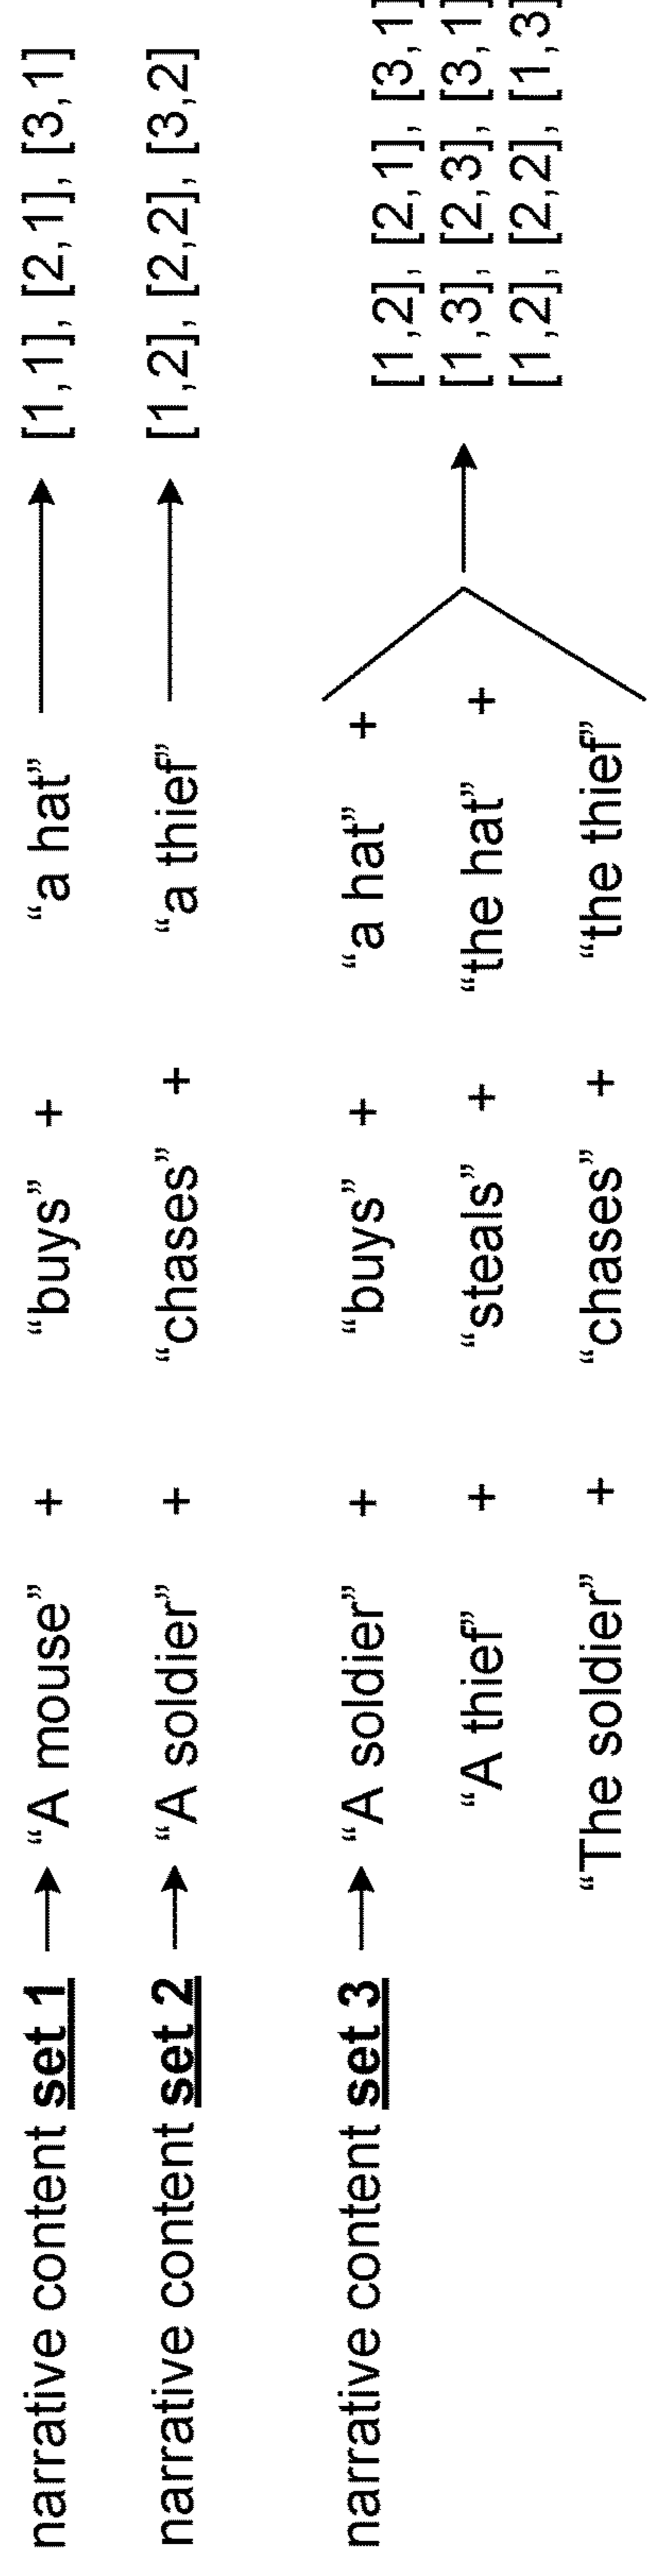 narrative content set 1 → “A mouse” + “buys” + “a hat” → [1,1], [2,1], [3,1]
narrative content set 2 → “A soldier” + “chases” + “a thief” → [1,2], [2,2], [3,2]
narrative content set 3 → “A soldier” + “buys” + “a hat” +
“A thief” + “steals” + “the hat” +
“The soldier” + “chases” + “the thief”
→ [1,2], [2,1], [3,1]
[1,3], [2,3], [3,1]
[1,2], [2,2], [1,3]